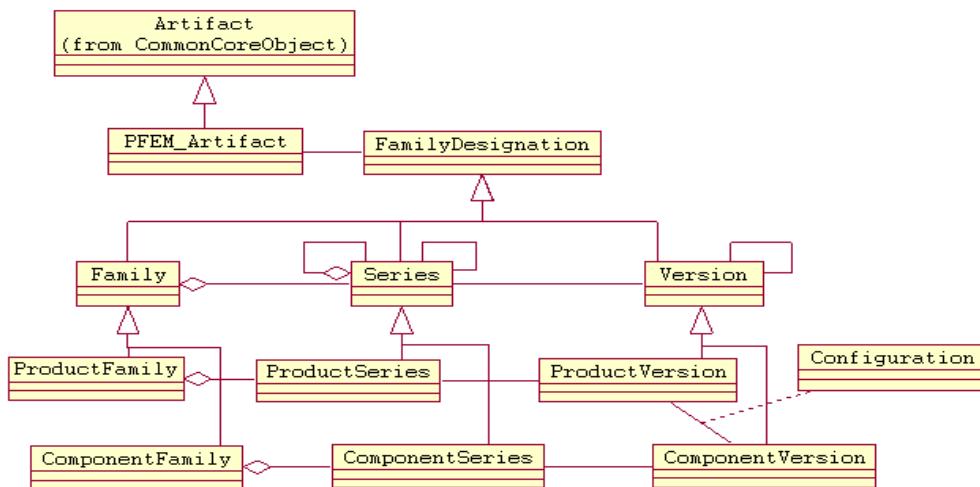 Artifact
(from CommonCoreObject)
PFEM_Artifact
FamilyDesignation
Family
Series
Version
ProductFamily
ProductSeries
ProductVersion
Configuration
ComponentFamily
ComponentSeries
ComponentVersion